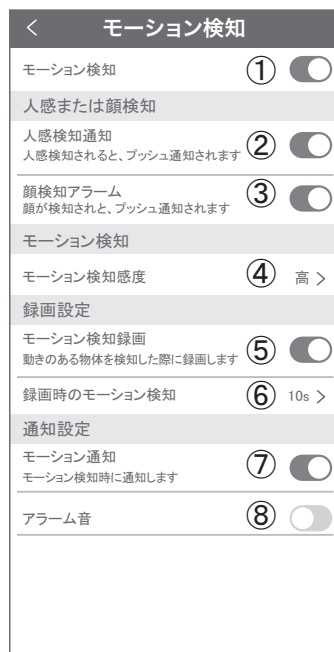 < モーション検知
モーション検知 ①
人感または顔検知
人感検知通知
人感検知されると、プッシュ通知されます ②
顔検知アラーム
顔が検知されと、プッシュ通知されます ③
モーション検知
モーション検知感度 ④ 高 >
録画設定
モーション検知録画
動きのある物体を検知した際に録画します ⑤
録画時のモーション検知 ⑥ 10s >
通知設定
モーション通知
モーション検知時に通知します ⑦
アラーム音 ⑧